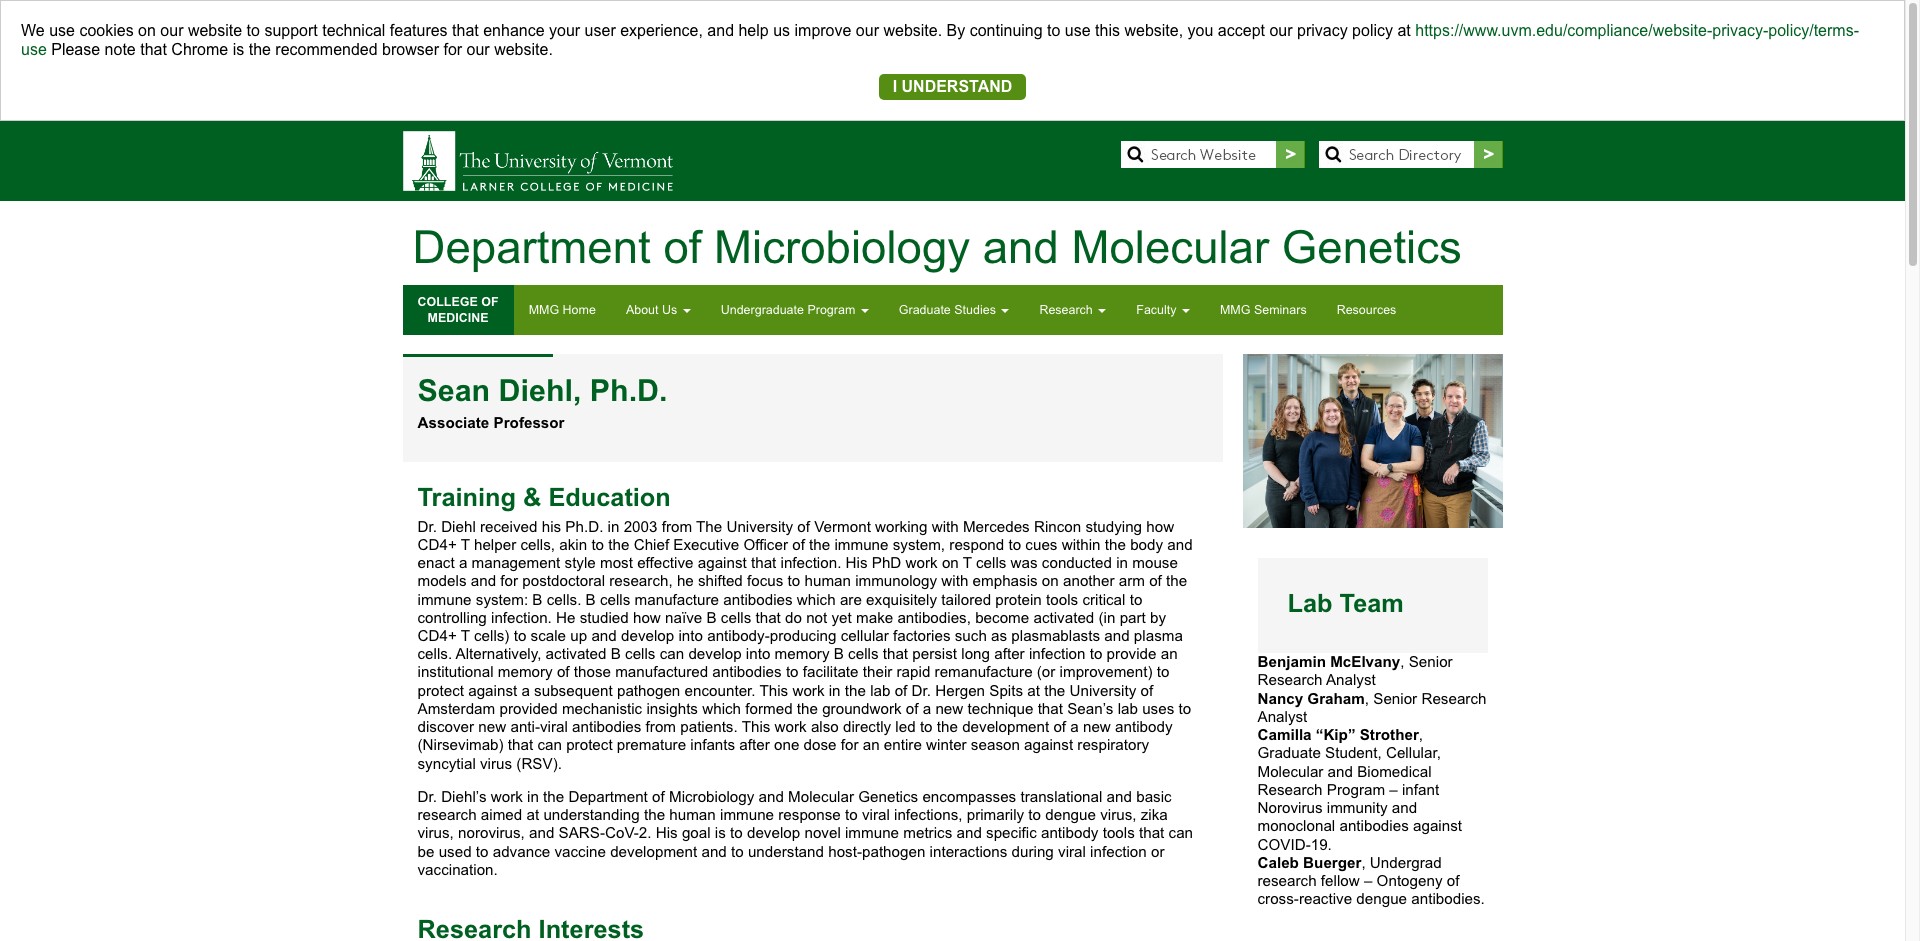 We use cookies on our website to support technical features that enhance your user experience, and help us improve our website. By continuing to use this website, you accept our privacy policy at https://www.uvm.edu/compliance/website-privacy-policy/terms-
use Please note that Chrome is the recommended browser for our website.
I UNDERSTAND
The University of Vermont
LARNER COLLEGE OF MEDICINE
Search Website >
Search Directory >
Department of Microbiology and Molecular Genetics
COLLEGE OF
MEDICINE
MMG Home About Us Undergraduate Program Graduate Studies Research Faculty MMG Seminars Resources
Sean Diehl, Ph.D.
Associate Professor
Training & Education
Dr. Diehl received his Ph.D. in 2003 from The University of Vermont working with Mercedes Rincon studying how
CD4+ T helper cells, akin to the Chief Executive Officer of the immune system, respond to cues within the body and
enact a management style most effective against that infection. His PhD work on T cells was conducted in mouse
models and for postdoctoral research, he shifted focus to human immunology with emphasis on another arm of the
immune system: B cells. B cells manufacture antibodies which are exquisitely tailored protein tools critical to
controlling infection. He studied how naïve B cells that do not yet make antibodies, become activated (in part by
CD4+ T cells) to scale up and develop into antibody-producing cellular factories such as plasmablasts and plasma
cells. Alternatively, activated B cells can develop into memory B cells that persist long after infection to provide an
institutional memory of those manufactured antibodies to facilitate their rapid remanufacture (or improvement) to
protect against a subsequent pathogen encounter. This work in the lab of Dr. Hergen Spits at the University of
Amsterdam provided mechanistic insights which formed the groundwork of a new technique that Sean’s lab uses to
discover new anti-viral antibodies from patients. This work also directly led to the development of a new antibody
(Nirsevimab) that can protect premature infants after one dose for an entire winter season against respiratory
syncytial virus (RSV).
Dr. Diehl’s work in the Department of Microbiology and Molecular Genetics encompasses translational and basic
research aimed at understanding the human immune response to viral infections, primarily to dengue virus, zika
virus, norovirus, and SARS-CoV-2. His goal is to develop novel immune metrics and specific antibody tools that can
be used to advance vaccine development and to understand host-pathogen interactions during viral infection or
vaccination.
Research Interests
Lab Team
Benjamin McElvany, Senior
Research Analyst
Nancy Graham, Senior Research
Analyst
Camilla “Kip” Strother,
Graduate Student, Cellular,
Molecular and Biomedical
Research Program – infant
Norovirus immunity and
monoclonal antibodies against
COVID-19.
Caleb Buerger, Undergrad
research fellow – Ontogeny of
cross-reactive dengue antibodies.